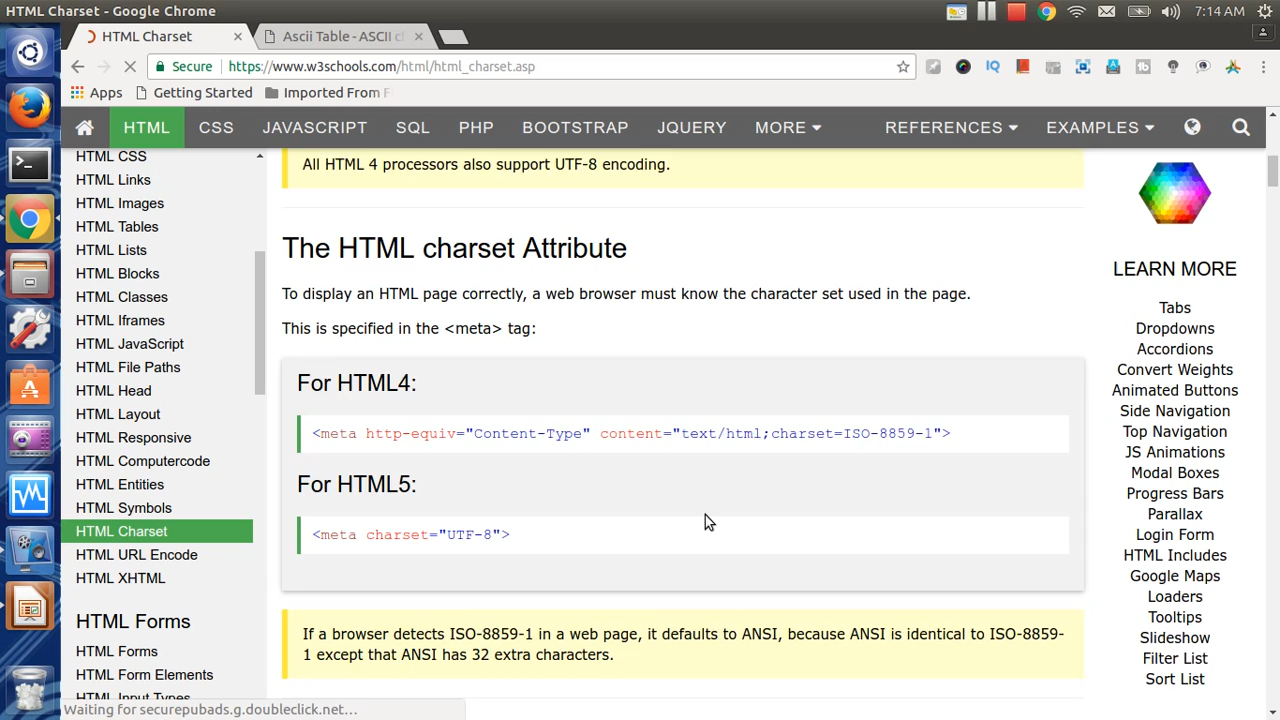 HTML Charset - Google Chrome
7:14 AM
HTML Charset
Ascii Table - ASCII c
Secure
https://www.w3schools.com/html/html_charset.asp
Apps
Getting Started
Imported From F
HTML
CSS
JAVASCRIPT
SQL
PHP
BOOTSTRAP
JQUERY
MORE
REFERENCES
EXAMPLES
HTML CSS
HTML Links
HTML Images
HTML Tables
HTML Lists
HTML Blocks
HTML Classes
HTML Iframes
HTML JavaScript
HTML File Paths
HTML Head
HTML Layout
HTML Responsive
HTML Computercode
HTML Entities
HTML Symbols
HTML Charset
HTML URL Encode
HTML XHTML
HTML Forms
HTML Forms
HTML Form Elements
HTML Input Types
All HTML 4 processors also support UTF-8 encoding.
The HTML charset Attribute
To display an HTML page correctly, a web browser must know the character set used in the page.
This is specified in the <meta> tag:
For HTML4:
<meta http-equiv="Content-Type" content="text/html;charset=ISO-8859-1">
For HTML5:
<meta charset="UTF-8">
If a browser detects ISO-8859-1 in a web page, it defaults to ANSI, because ANSI is identical to ISO-8859-
1 except that ANSI has 32 extra characters.
LEARN MORE
Tabs
Dropdowns
Accordions
Convert Weights
Animated Buttons
Side Navigation
Top Navigation
JS Animations
Modal Boxes
Progress Bars
Parallax
Login Form
HTML Includes
Google Maps
Loaders
Tooltips
Slideshow
Filter List
Sort List
Waiting for securepubads.g.doubleclick.net...